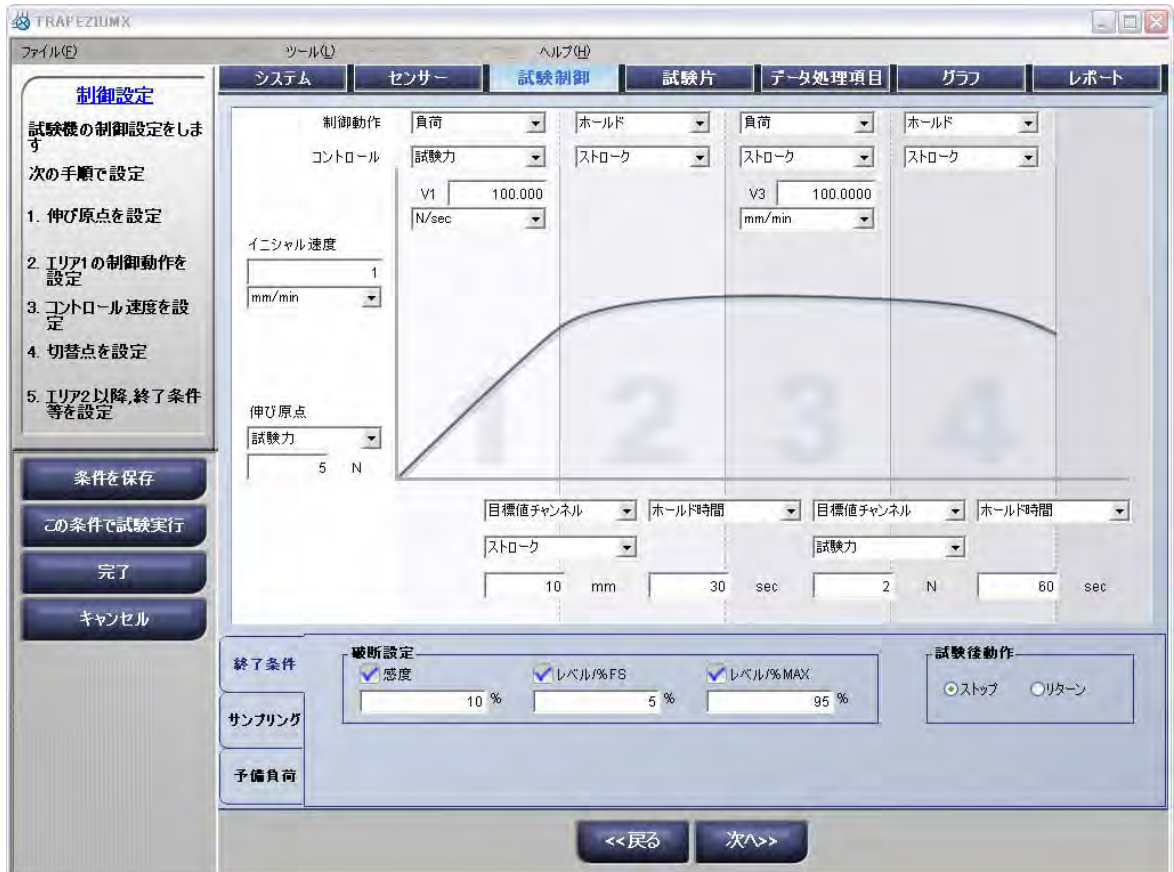 TRAPEZIUMX
ファイル(F) ツール(L) ヘルプ(H)
制御設定
試験機の制御設定をしま
す
次の手順で設定
1. 伸び原点を設定
2. エリア1の制御動作を
設定
3. コントロール速度を設
定
4. 切替点を設定
5. エリア2以降,終了条件
等を設定
条件を保存
この条件で試験実行
完了
キャンセル
システム センサー 試験制御 試験片 データ処理項目 グラフ レポート
制御動作 負荷 ホールド 負荷 ホールド
コントロール 試験力 ストローク ストローク ストローク
V1 100.000 V3 100.0000
N/sec mm/min
イニシャル速度
1
mm/min
1 2 3 4
伸び原点
試験力
5 N
目標値チャンネル ホールド時間 目標値チャンネル ホールド時間
ストローク 試験力
10 mm 30 sec 2 N 60 sec
終了条件
サンプリング
予備負荷
破断設定
感度 レベル/%FS レベル/%MAX
10 % 5 % 95 %
試験後動作
ストップ リターン
<<戻る 次へ>>